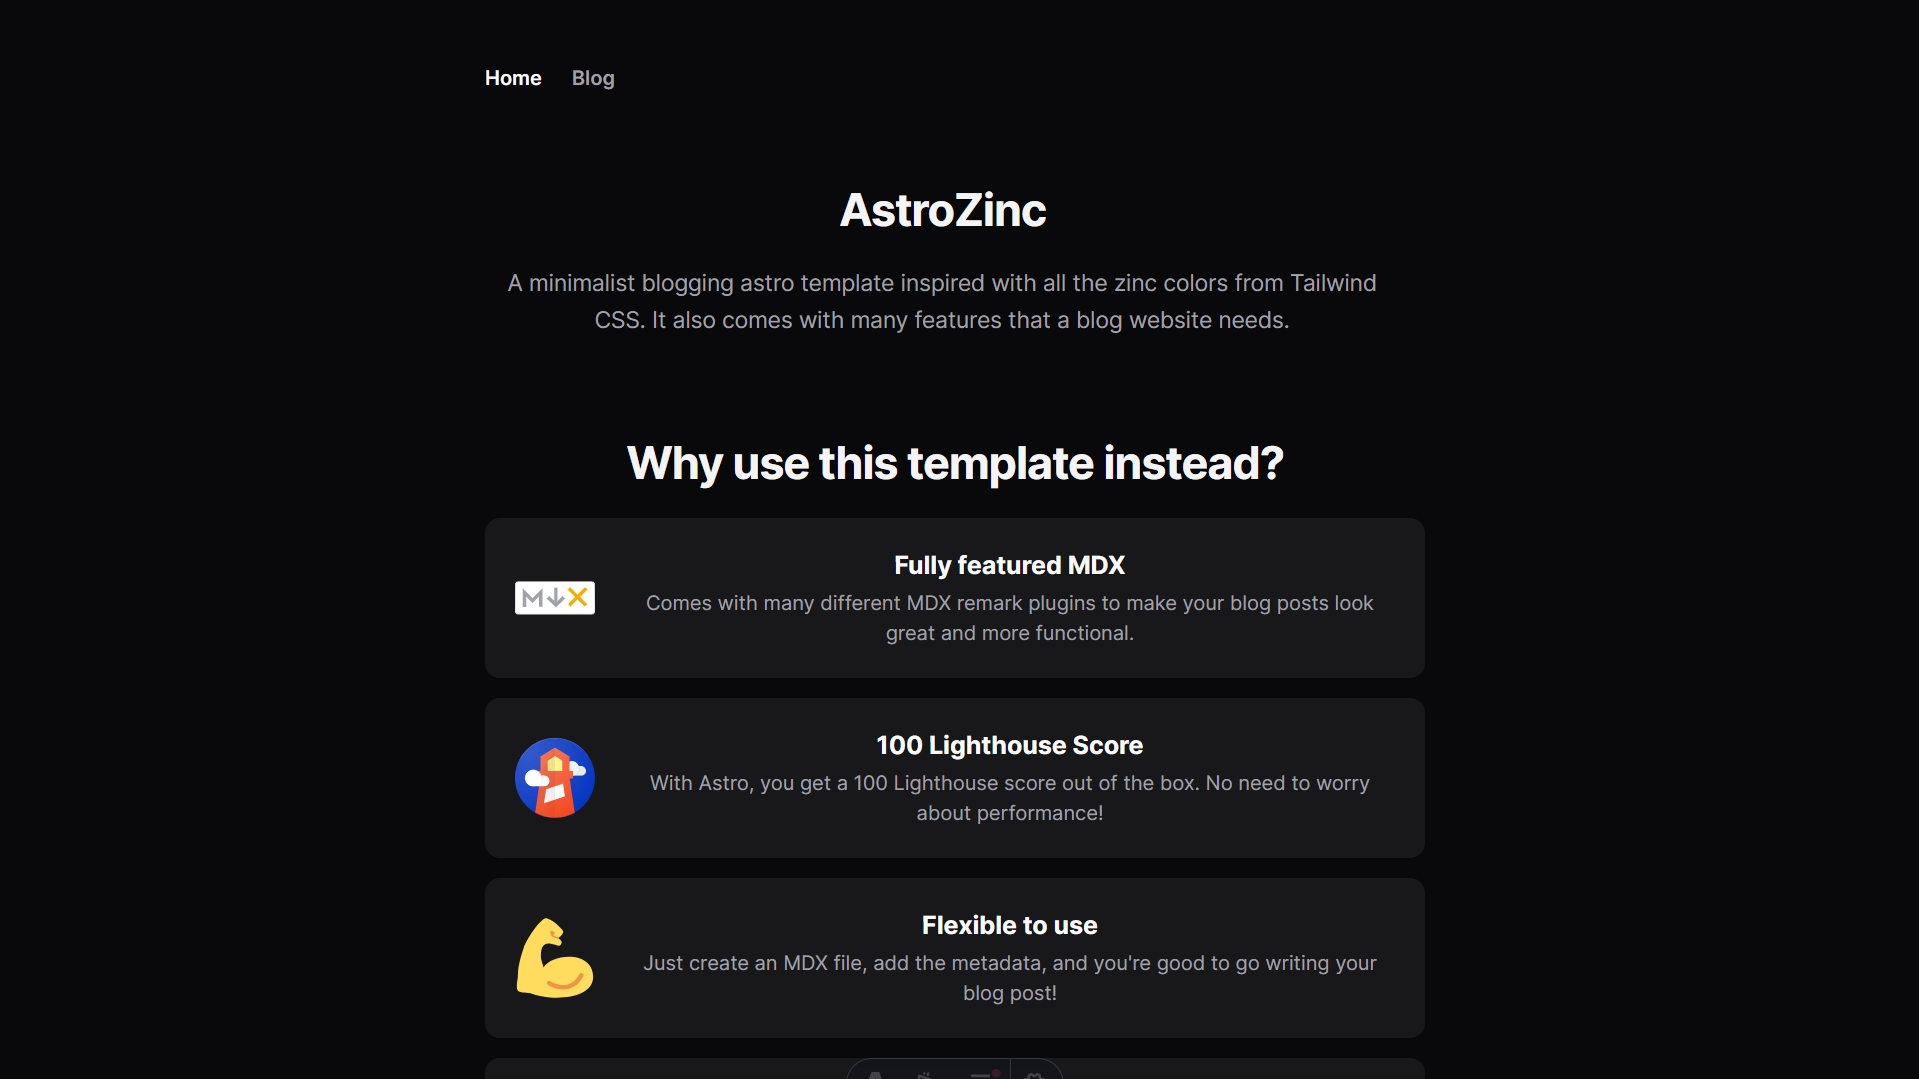 Home Blog
AstroZinc
A minimalist blogging astro template inspired with all the zinc colors from Tailwind
CSS. It also comes with many features that a blog website needs.
Why use this template instead?
Fully featured MDX
Comes with many different MDX remark plugins to make your blog posts look
great and more functional.
100 Lighthouse Score
With Astro, you get a 100 Lighthouse score out of the box. No need to worry
about performance!
Flexible to use
Just create an MDX file, add the metadata, and you're good to go writing your
blog post!